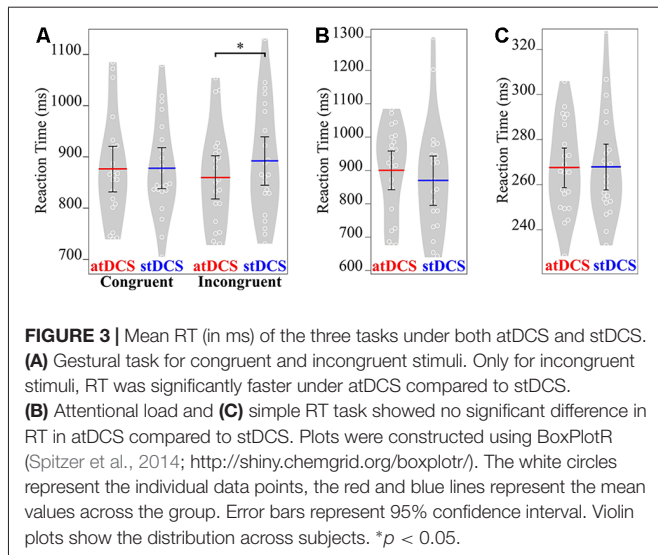 A
B
C
*
Reaction Time (ms)
1100
1000
900
800
700
atDCS stDCS atDCS stDCS
Congruent Incongruent
Reaction Time (ms)
1300
1200
1100
1000
900
800
700
600
atDCS stDCS
Reaction Time (ms)
320
300
280
260
240
atDCS stDCS
FIGURE 3 | Mean RT (in ms) of the three tasks under both atDCS and stDCS.
(A) Gestural task for congruent and incongruent stimuli. Only for incongruent
stimuli, RT was significantly faster under atDCS compared to stDCS.
(B) Attentional load and (C) simple RT task showed no significant difference in
RT in atDCS compared to stDCS. Plots were constructed using BoxPlotR
(Spitzer et al., 2014; http://shiny.chemgrid.org/boxplotr/). The white circles
represent the individual data points, the red and blue lines represent the mean
values across the group. Error bars represent 95% confidence interval. Violin
plots show the distribution across subjects. *p < 0.05.